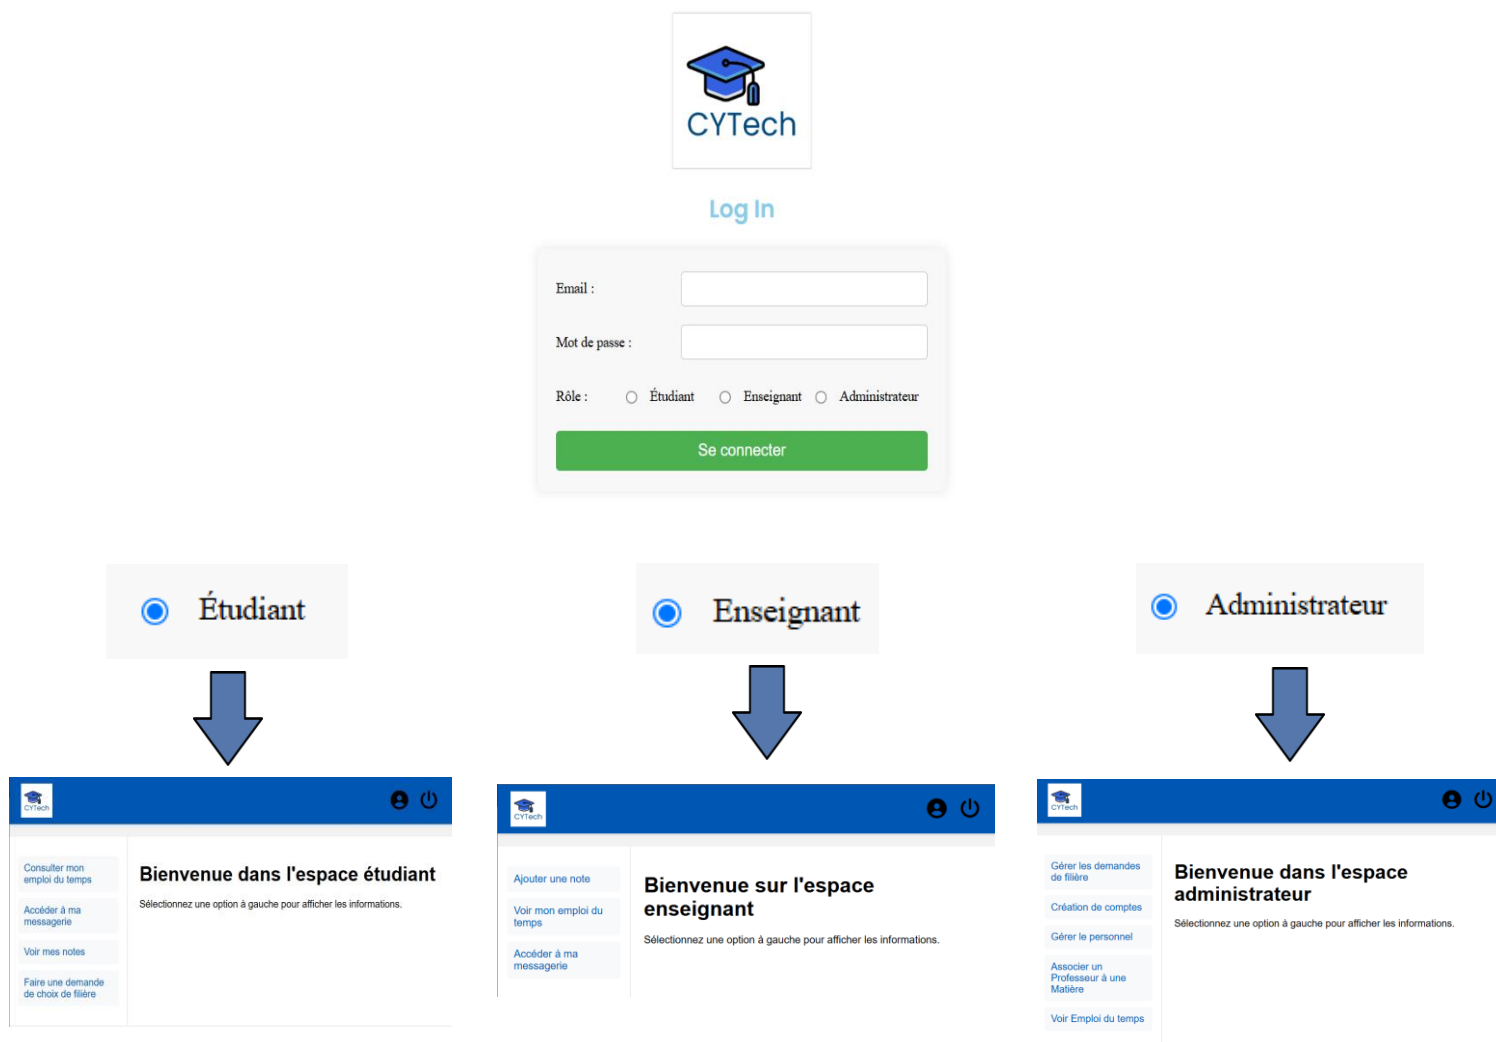 CYTech
Log In
Email :
Mot de passe :
Rôle :
Étudiant
Enseignant
Administrateur
Se connecter
Étudiant
Enseignant
Administrateur
CYTech
Consulter mon
emploi du temps
Accéder à ma
messagerie
Voir mes notes
Faire une demande
de choix de filière
Bienvenue dans l'espace étudiant
Sélectionnez une option à gauche pour afficher les informations.
CYTech
Ajouter une note
Voir mon emploi du
temps
Accéder à ma
messagerie
Bienvenue sur l'espace
enseignant
Sélectionnez une option à gauche pour afficher les informations.
CYTech
Gérer les demandes
de filière
Création de comptes
Gérer le personnel
Associer un
Professeur à une
Matière
Voir Emploi du temps
Bienvenue dans l'espace
administrateur
Sélectionnez une option à gauche pour afficher les informations.